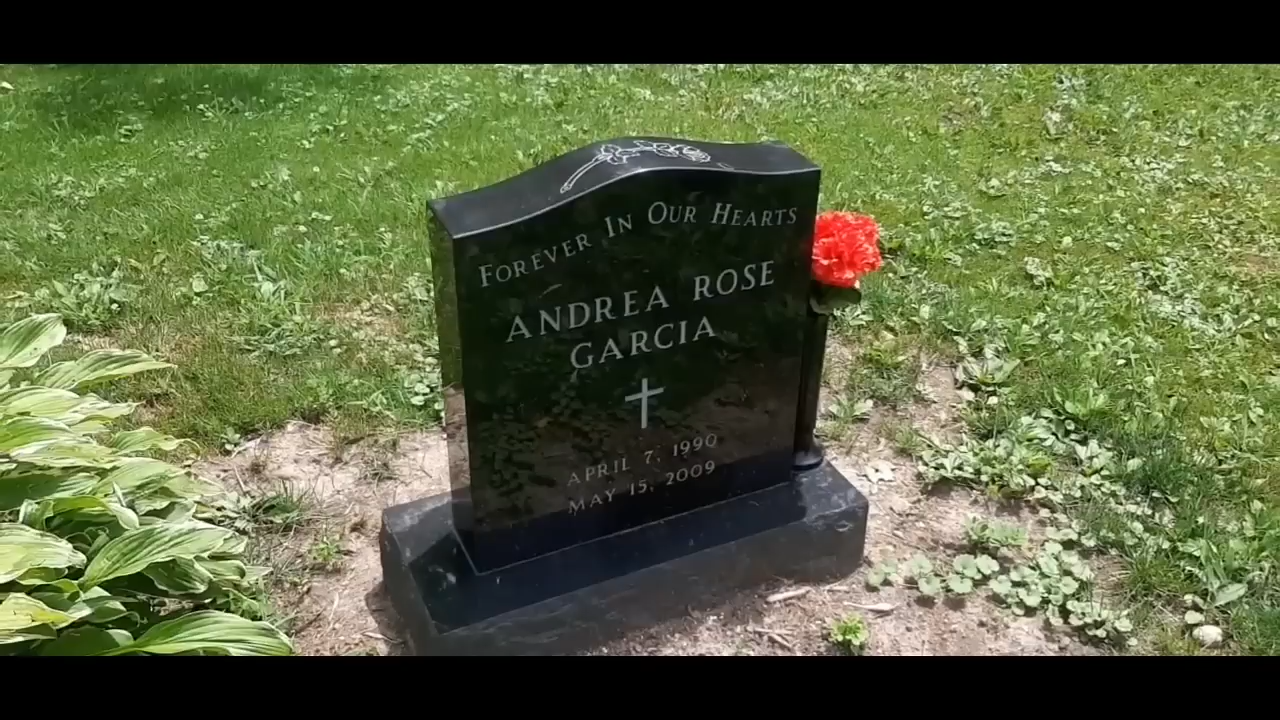 Forever In Our Hearts
ANDREA ROSE
GARCIA
APRIL 7, 1990
MAY 15, 2009